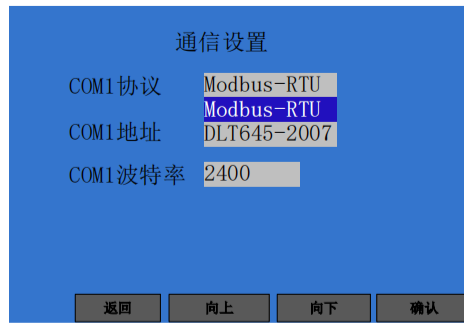 通信设置
COM1协议 Modbus-RTU
Modbus-RTU
COM1地址 DLT645-2007
COM1波特率 2400
返回 向上 向下 确认